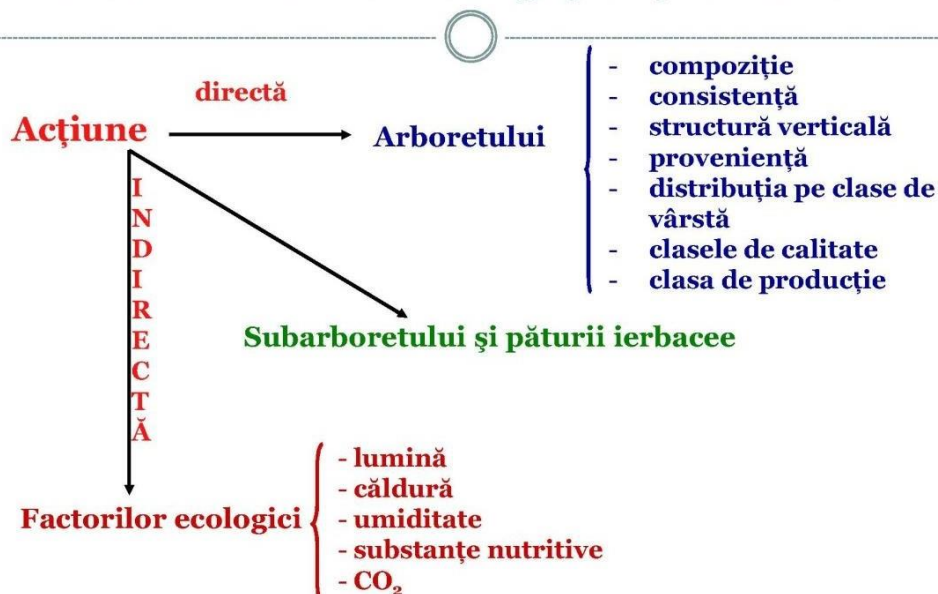 directă
Acțiune
Arboretului
- compoziție
- consistență
- structură verticală
- proveniență
- distribuția pe clase de
vârstă
- clasele de calitate
- clasa de producție
INDIRECTĂ
Subarboretului și păturii ierbacee
Factorilor ecologici
- lumină
- căldură
- umiditate
- substanțe nutritive
- CO₂